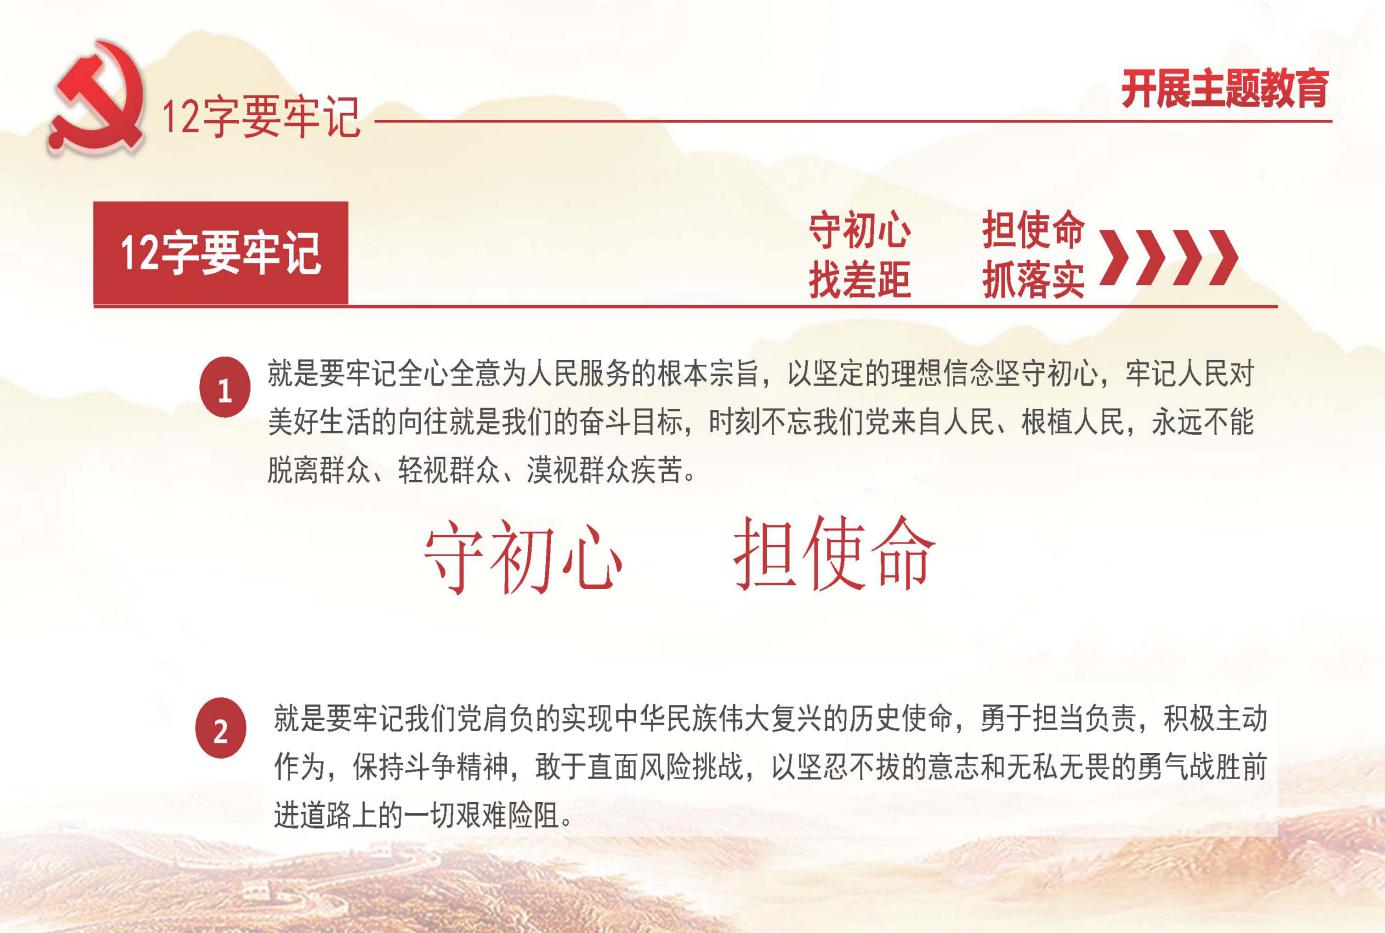 12字要牢记
开展主题教育
12字要牢记
守初心 担使命
找差距 抓落实
1
就是要牢记全心全意为人民服务的根本宗旨，以坚定的理想信念坚守初心，牢记人民对
美好生活的向往就是我们的奋斗目标，时刻不忘我们党来自人民、根植人民，永远不能
脱离群众、轻视群众、漠视群众疾苦。
守初心 担使命
2
就是要牢记我们党肩负的实现中华民族伟大复兴的历史使命，勇于担当负责，积极主动
作为，保持斗争精神，敢于直面风险挑战，以坚忍不拔的意志和无私无畏的勇气战胜前
进道路上的一切艰难险阻。